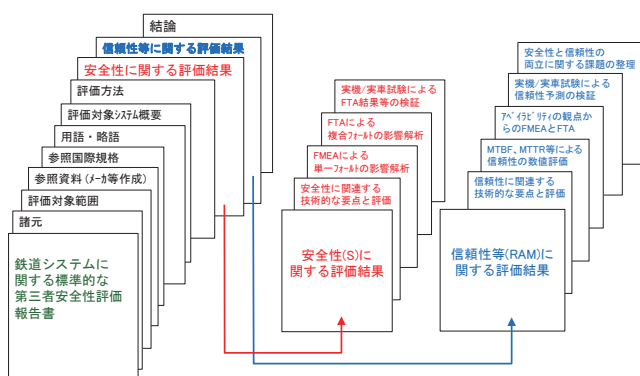 結論
信頼性等に関する評価結果
安全性に関する評価結果
評価方法
評価対象システム概要
用語・略語
参照国際規格
参照資料(メーカ等作成)
評価対象範囲
諸元
鉄道システムに
関する標準的な
第三者安全性評価
報告書
実機/実車試験による
FTA結果等の検証
FTAによる
複合フォールトの影響解析
FMEAによる
単一フォールトの影響解析
安全性に関連する
技術的な要点と評価
安全性(S)に
関する評価結果
安全性と信頼性の
両立に関する課題の整理
実機/実車試験による
信頼性予測の検証
アベイラビリティの観点か
らのFMEAとFTA
MTBF、MTTR等による
信頼性の数値評価
信頼性に関連する
技術的な要点と評価
信頼性等(RAM)に
関する評価結果